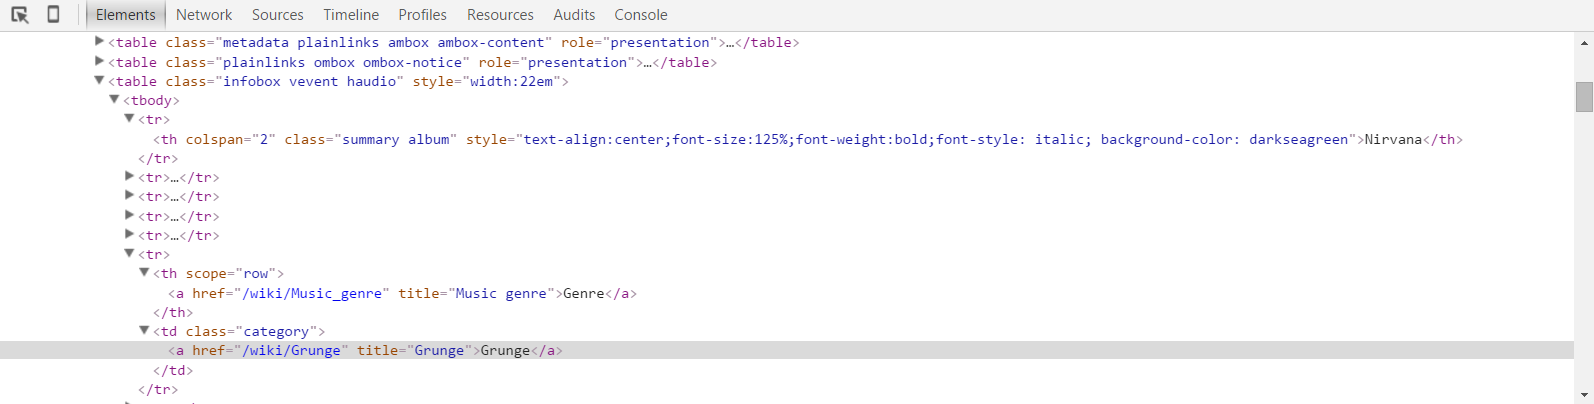 Elements Network Sources Timeline Profiles Resources Audits Console
<table class="metadata plainlinks ambox ambox-content" role="presentation">…</table>
<table class="plainlinks ombox ombox-notice" role="presentation">…</table>
<table class="infobox vevent haudio" style="width:22em">
<tbody>
<tr>
<th colspan="2" class="summary album" style="text-align:center;font-size:125%;font-weight:bold;font-style: italic; background-color: darkseagreen">Nirvana</th>
</tr>
<tr>…</tr>
<tr>…</tr>
<tr>…</tr>
<tr>…</tr>
<tr>
<th scope="row">
<a href="/wiki/Music_genre" title="Music genre">Genre</a>
</th>
<td class="category">
<a href="/wiki/Grunge" title="Grunge">Grunge</a>
</td>
</tr>